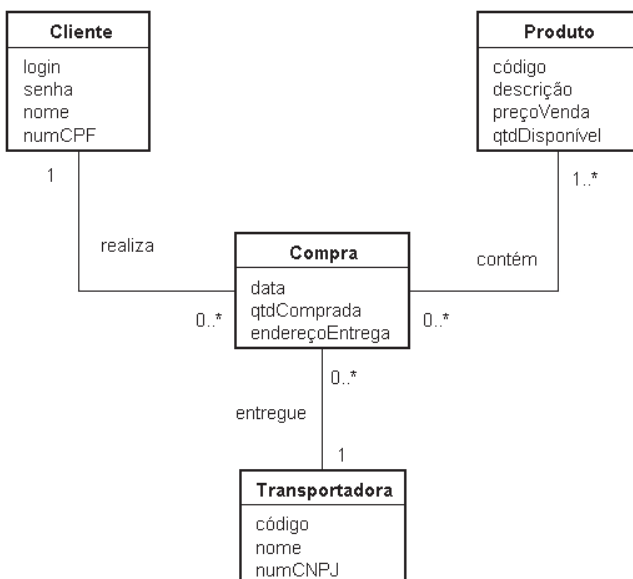 Cliente
login
senha
nome
numCPF
Produto
código
descrição
preçoVenda
qtdDisponível
1
1..*
realiza
contém
Compra
data
qtdComprada
endereçoEntrega
0..*
0..*
0..*
entregue
1
Transportadora
código
nome
numCNPJ